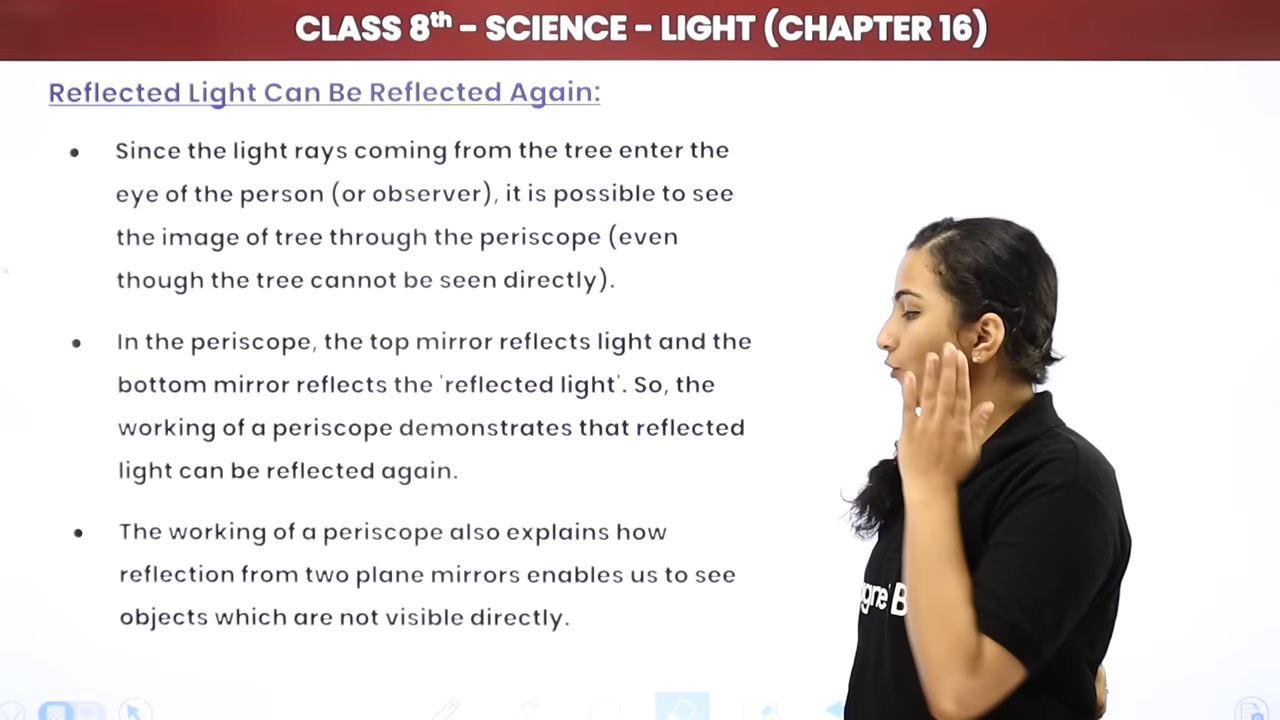 CLASS 8th - SCIENCE - LIGHT (CHAPTER 16)
Reflected Light Can Be Reflected Again:
• Since the light rays coming from the tree enter the
eye of the person (or observer), it is possible to see
the image of tree through the periscope (even
though the tree cannot be seen directly).
• In the periscope, the top mirror reflects light and the
bottom mirror reflects the 'reflected light'. So, the
working of a periscope demonstrates that reflected
light can be reflected again.
• The working of a periscope also explains how
reflection from two plane mirrors enables us to see
objects which are not visible directly.